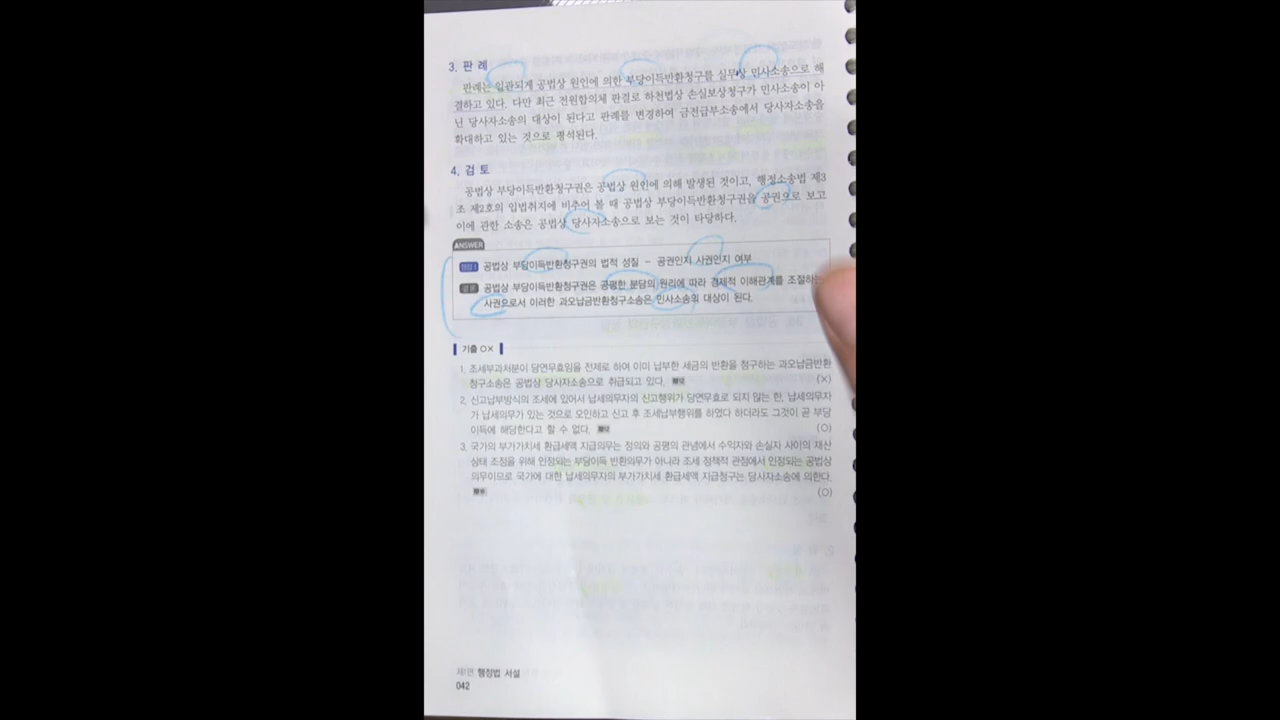 3. 판 례
판례는 일관되게 공법상 원인에 의한 부당이득반환청구를 실무상 민사소송으로 해
결하고 있다. 다만 최근 전원합의체 판결로 하천법상 손실보상청구가 민사소송이 아
닌 당사자소송의 대상이 된다고 판례를 변경하여 금전급부소송에서 당사자소송을
확대하고 있는 것으로 평석된다.
4. 검 토
공법상 부당이득반환청구권은 공법상 원인에 의해 발생된 것이고, 행정소송법 제3
조 제2호의 입법취지에 비추어 볼 때 공법상 부당이득반환청구권을 공권으로 보고
이에 관한 소송은 공법상 당사자소송으로 보는 것이 타당하다.
ANSWER
공법상 부당이득반환청구권의 법적 성질 - 공권인지 사권인지 여부
결론 공법상 부당이득반환청구권은 공평한 분담의 원리에 따라 경제적 이해관계를 조절하는
사권으로서 이러한 과오납금반환청구소송은 민사소송의 대상이 된다.
기출 OX
1. 조세부과처분이 당연무효임을 전제로 하여 이미 납부한 세금의 반환을 청구하는 과오납금반환
청구소송은 공법상 당사자소송으로 취급되고 있다. (×)
2. 신고납부방식의 조세에 있어서 납세의무자의 신고행위가 당연무효로 되지 않는 한, 납세의무자
가 납세의무가 있는 것으로 오인하고 신고 후 조세납부행위를 하였다 하더라도 그것이 곧 부당
이득에 해당한다고 할 수 없다. (O)
3. 국가의 부가가치세 환급세액 지급의무는 정의와 공평의 관념에서 수익자와 손실자 사이의 재산
상태 조정을 위해 인정되는 부당이득 반환의무가 아니라 조세 정책적 관점에서 인정되는 공법상
의무이므로 국가에 대한 납세의무자의 부가가치세 환급세액 지급청구는 당사자소송에 의한다.
(O)
제1편 행정법 서설
042